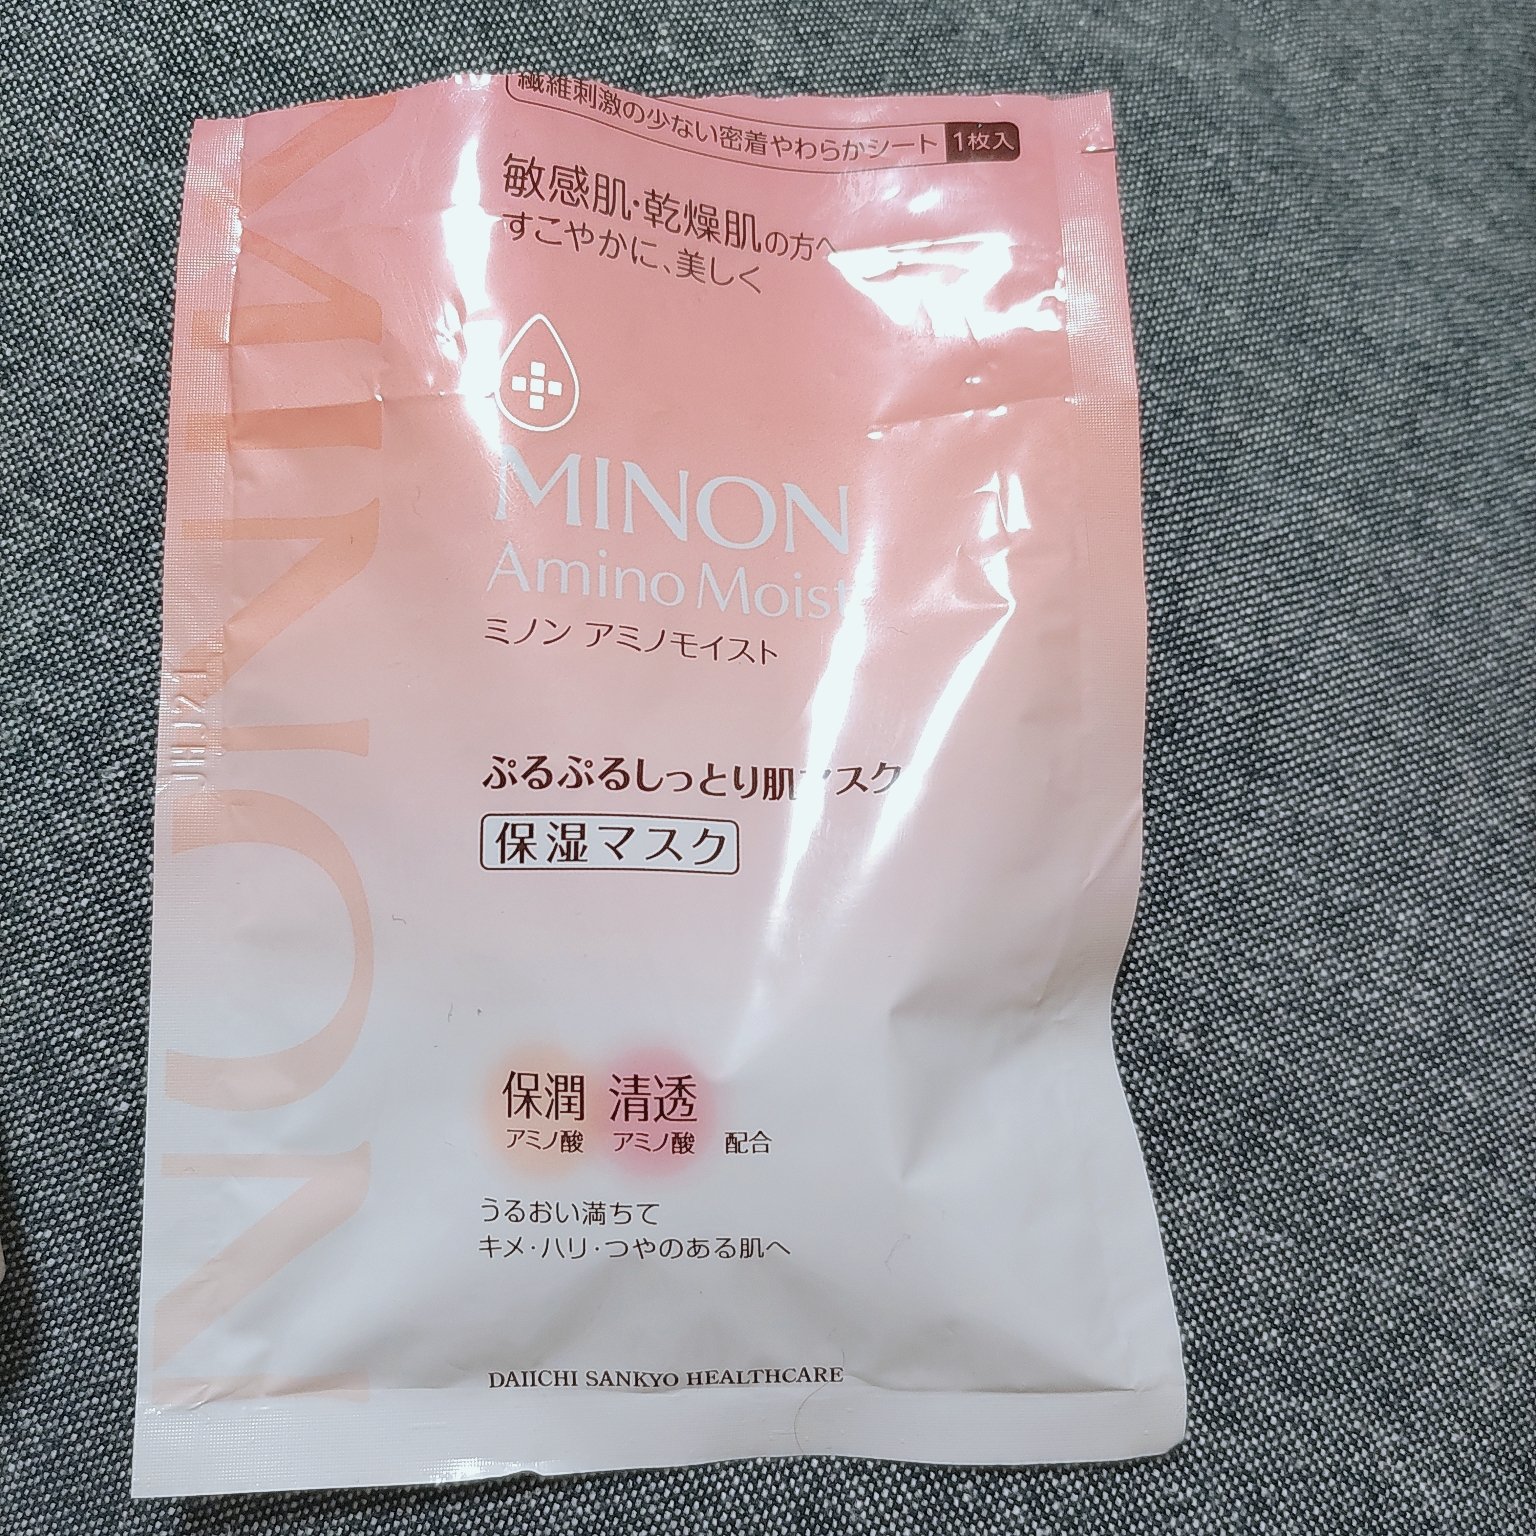 繊維刺激の少ない密着やわらかシート 1枚入
敏感肌・乾燥肌の方へ
すこやかに、美しく
MINON
Amino Moist
ミノン アミノモイスト
ぷるぷるしっとり肌マスク
保湿マスク
保潤 清透
アミノ酸 アミノ酸 配合
うるおい満ちて
キメ・ハリ・つやのある肌へ
DAIICHI SANKYO HEALTHCARE
MINON